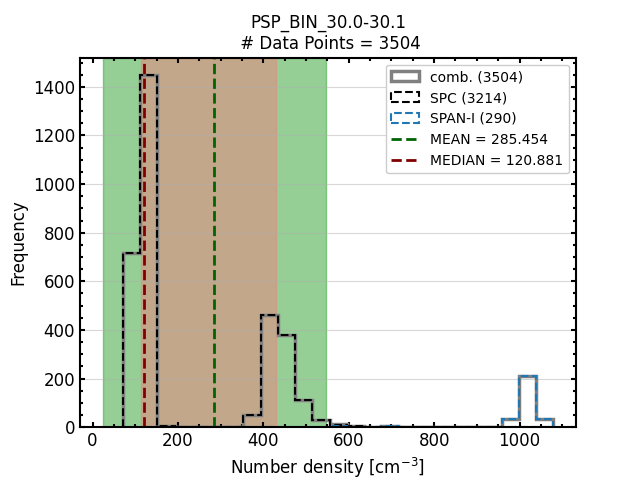 PSP_BIN_30.0-30.1
# Data Points = 3504
comb. (3504)
SPC (3214)
SPAN-I (290)
MEAN = 285.454
MEDIAN = 120.881
Frequency
1400
1200
1000
800
600
400
200
0
0 200 400 600 800 1000
Number density [cm⁻³]